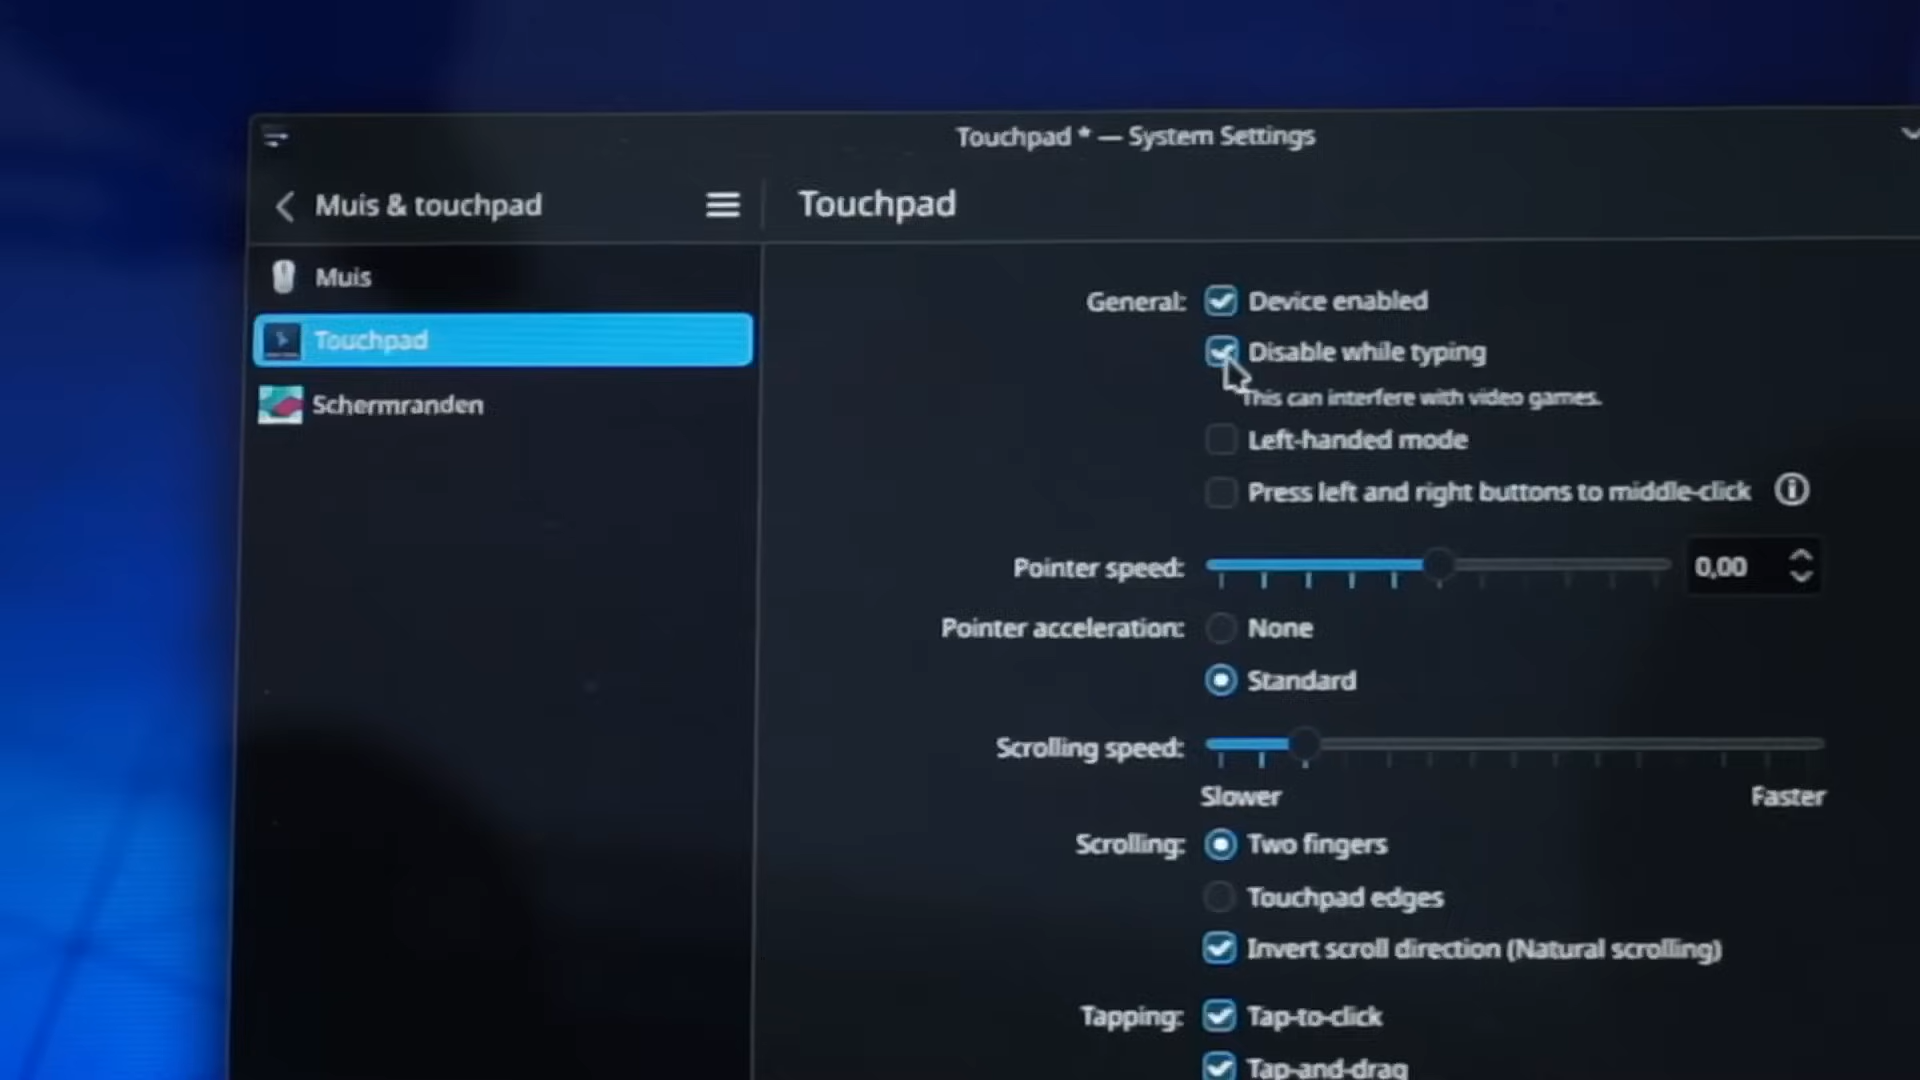 Touchpad * — System Settings
Muis & touchpad
Touchpad
Muis
Touchpad
Schermranden
General: Device enabled
Disable while typing
This can interfere with video games.
Left-handed mode
Press left and right buttons to middle-click
Pointer speed: 0,00
Pointer acceleration: None
Standard
Scrolling speed:
Slower Faster
Scrolling: Two fingers
Touchpad edges
Invert scroll direction (Natural scrolling)
Tapping: Tap-to-click
Tap-and-drag